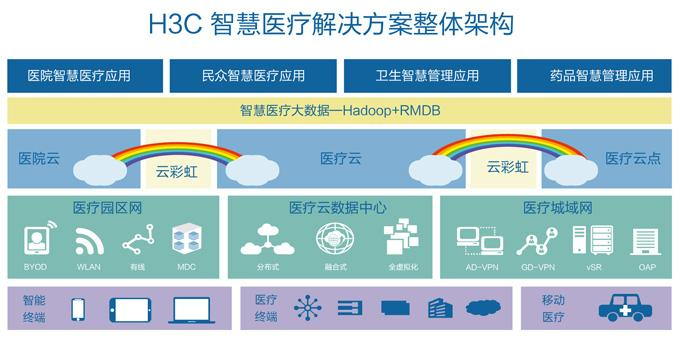 H3C 智慧医疗解决方案整体架构
医院智慧医疗应用
民众智慧医疗应用
卫生智慧管理应用
药品智慧管理应用
智慧医疗大数据—Hadoop+RMDB
医院云
云彩虹
医疗云
云彩虹
医疗云点
医疗园区网
BYOD
WLAN
有线
MDC
医疗云数据中心
分布式
融合式
全虚拟化
医疗城域网
AD-VPN
GD-VPN
vSR
OAP
智能
终端
医疗
终端
移动
医疗